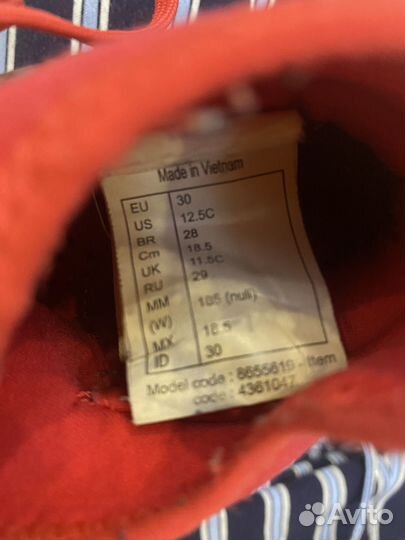 Made in Vietnam
EU 30
US 12.5C
BR 28
Cm 18.5
UK 11.5C
RU 29
MM 185 (null)
(W)
MX 18.5
ID 30
Model code : 8655619 - Item
code : 4361047
Avito